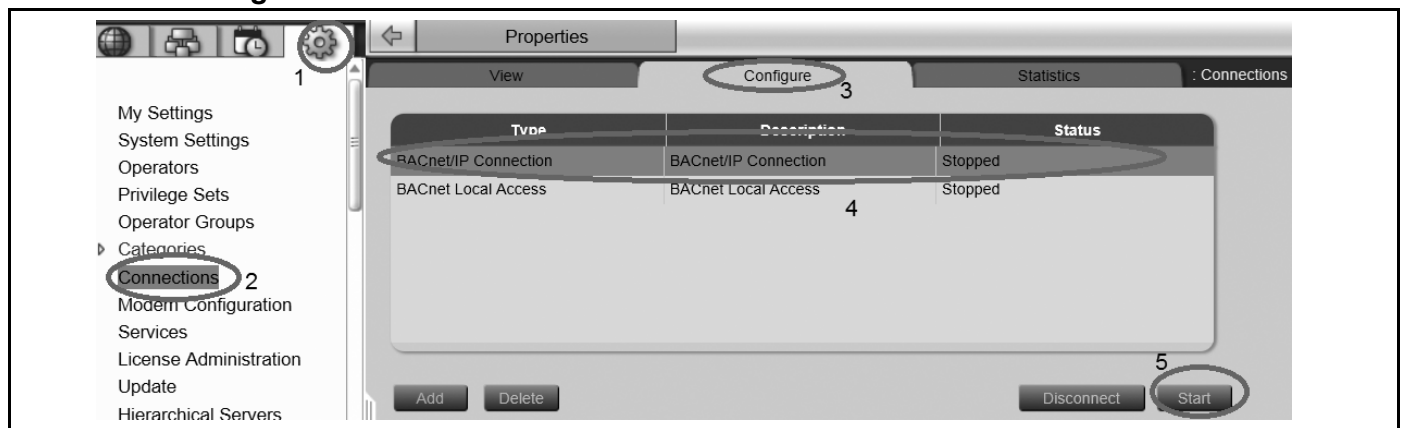 Properties
1
View
Configure
3
Statistics
: Connections
My Settings
System Settings
Operators
Privilege Sets
Operator Groups
Categories
Connections
2
Modem Configuration
Services
License Administration
Update
Hierarchical Servers
Type Description Status
BACnet/IP Connection BACnet/IP Connection Stopped
BACnet Local Access BACnet Local Access Stopped
4
5
Add
Delete
Disconnect
Start